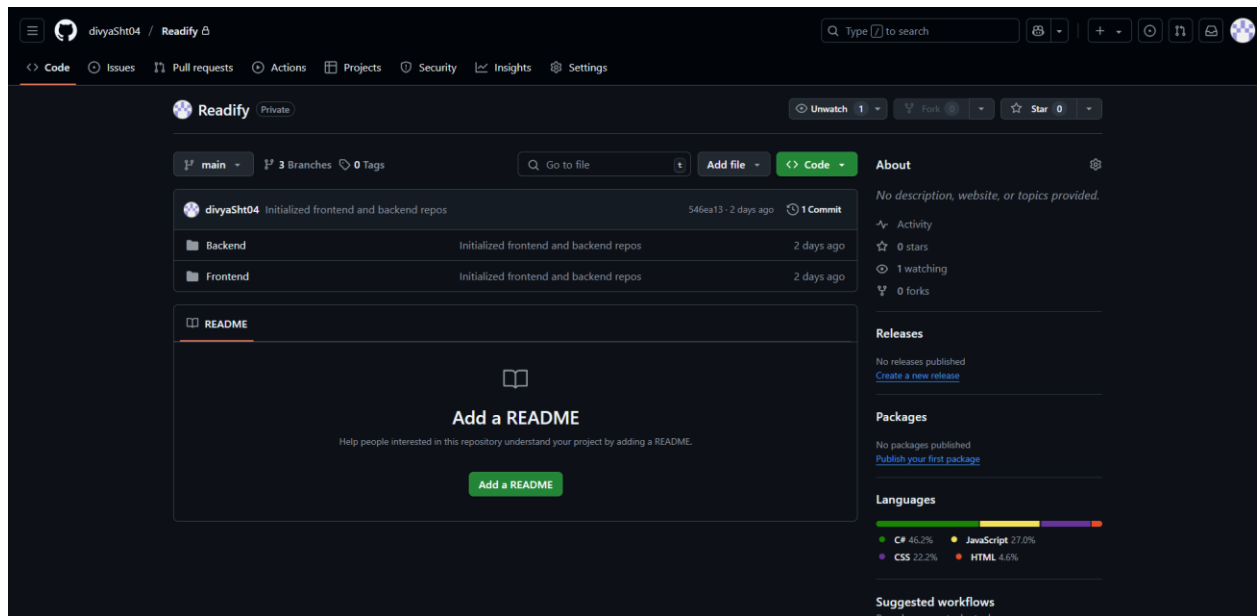 divyaSht04 / Readify
Type / to search
Code Issues Pull requests Actions Projects Security Insights Settings
Readify Private
Unwatch 1 Fork 0 Star 0
main 3 Branches 0 Tags
Go to file t
Add file Code
divyaSht04 Initialized frontend and backend repos 546ea13 · 2 days ago 1 Commit
Backend Initialized frontend and backend repos 2 days ago
Frontend Initialized frontend and backend repos 2 days ago
README
Add a README
Help people interested in this repository understand your project by adding a README.
Add a README
About
No description, website, or topics provided.
Activity
0 stars
1 watching
0 forks
Releases
No releases published
Create a new release
Packages
No packages published
Publish your first package
Languages
C# 46.2% JavaScript 27.0%
CSS 22.2% HTML 4.6%
Suggested workflows